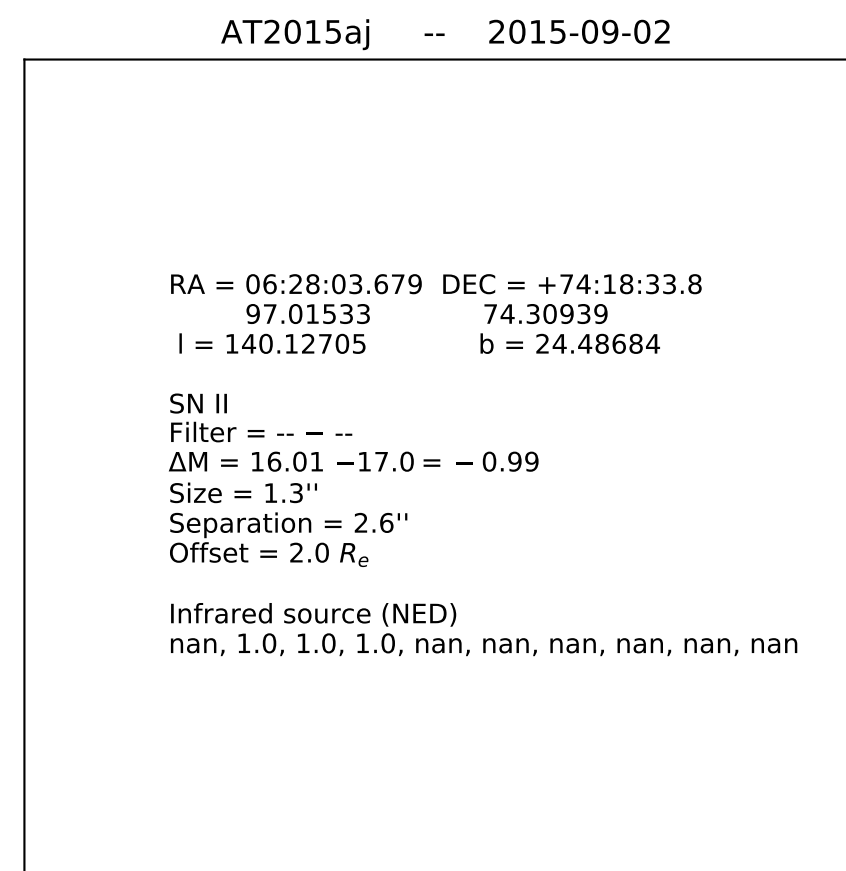 AT2015aj -- 2015-09-02
RA = 06:28:03.679 DEC = +74:18:33.8
97.01533 74.30939
l = 140.12705 b = 24.48684
SN II
Filter = -- − --
ΔM = 16.01 −17.0 = − 0.99
Size = 1.3''
Separation = 2.6''
Offset = 2.0 Rₑ
Infrared source (NED)
nan, 1.0, 1.0, 1.0, nan, nan, nan, nan, nan, nan